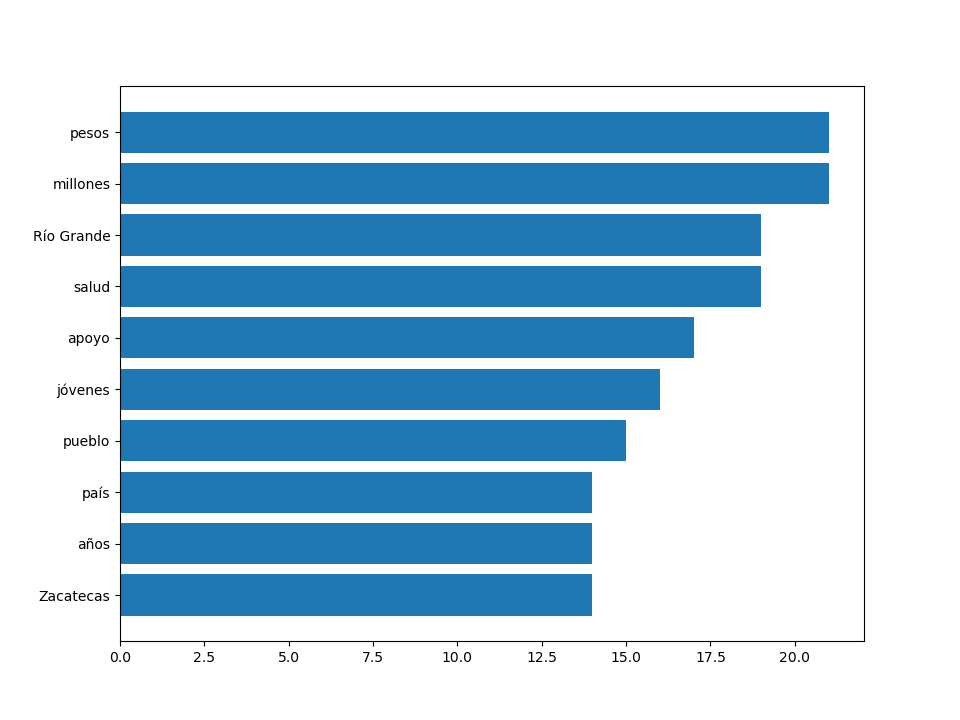 pesos
millones
Río Grande
salud
apoyo
jóvenes
pueblo
país
años
Zacatecas
0.0 2.5 5.0 7.5 10.0 12.5 15.0 17.5 20.0